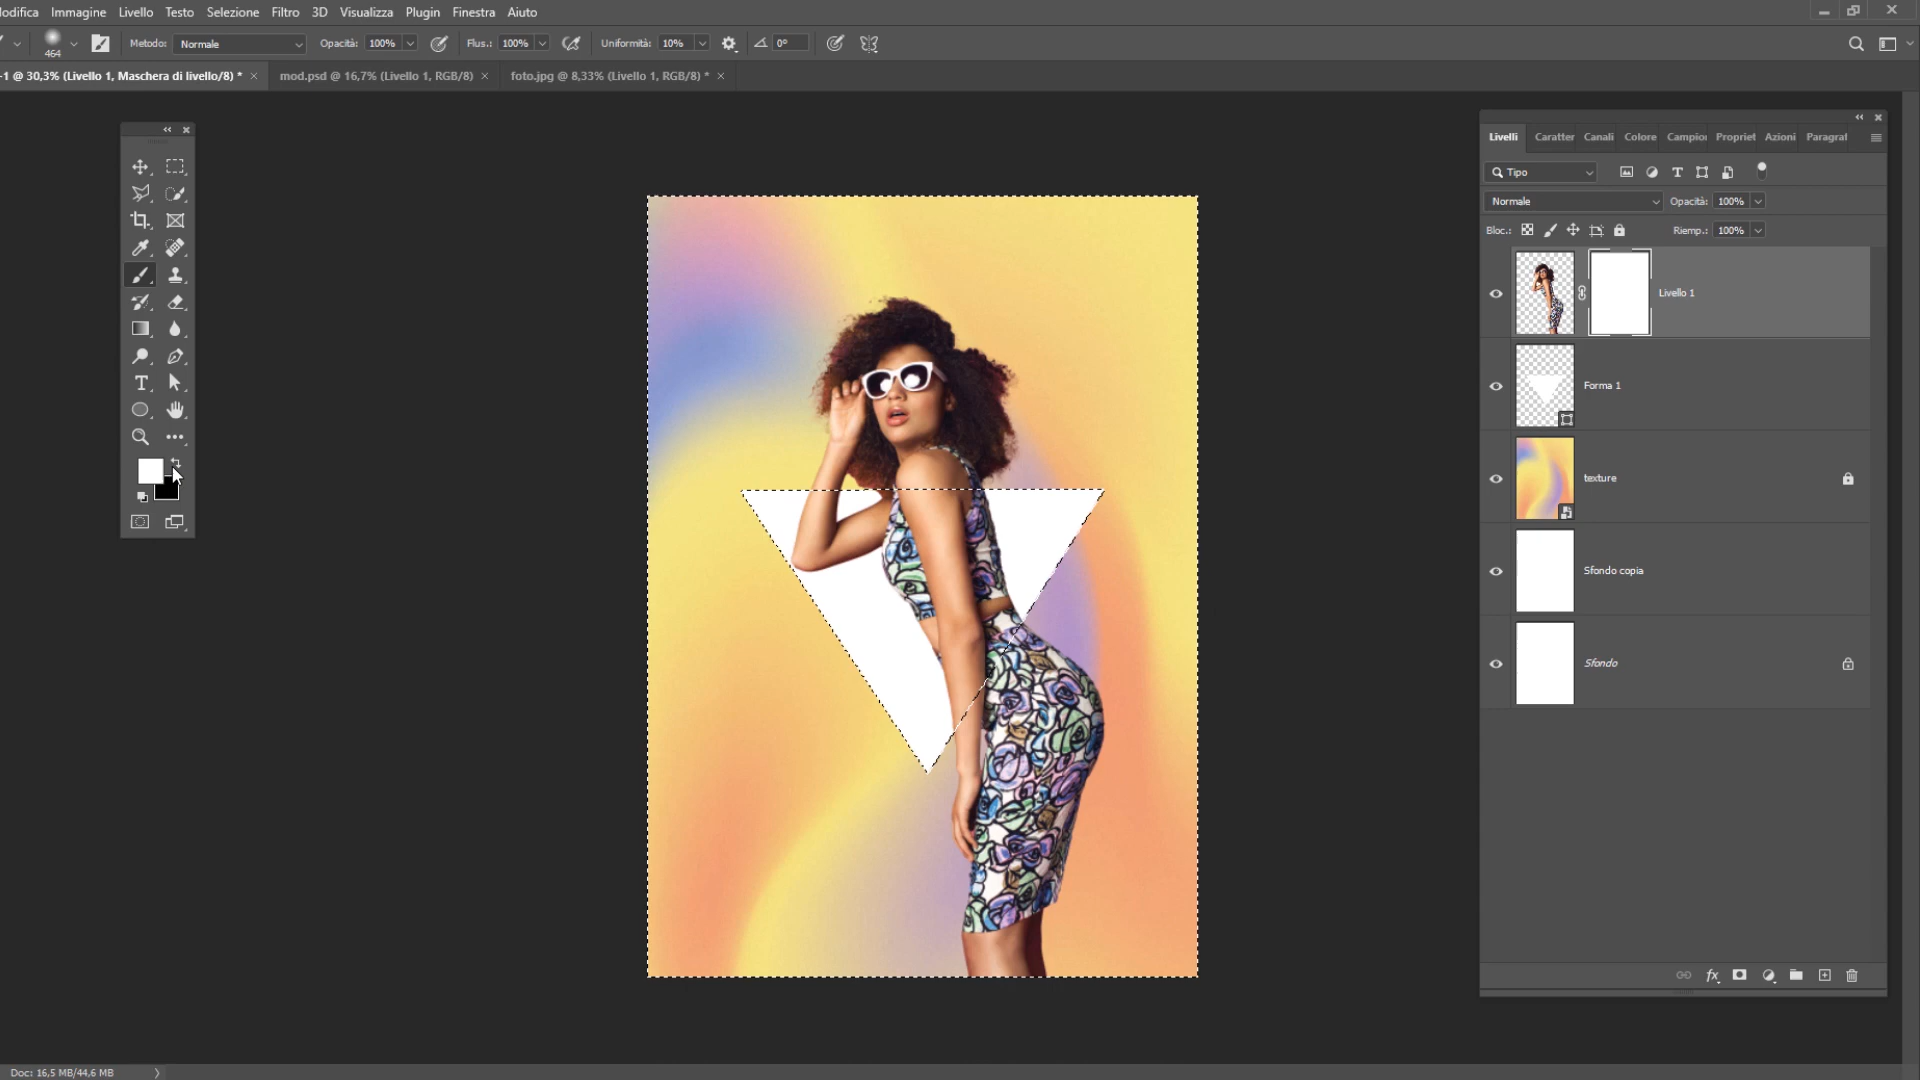 Immagine Livello Testo Selezione Filtro 3D Visualizza Plugin Finestra Aiuto
464 Metodo: Normale Opacità: 100% Flus.: 100% Uniformità: 10% 0°
-1 @ 30,3% (Livello 1, Maschera di livello/8) * mod.psd @ 16,7% (Livello 1, RGB/8) foto.jpg @ 8,33% (Livello 1, RGB/8) *
Livelli Caratter Canali Colore Campion Propriet Azioni Paragraf
Tipo
Normale Opacità: 100%
Bloc.: Riemp.: 100%
Livello 1
Forma 1
texture
Sfondo copia
Sfondo
fx
Doc: 16,5 MB/44,6 MB